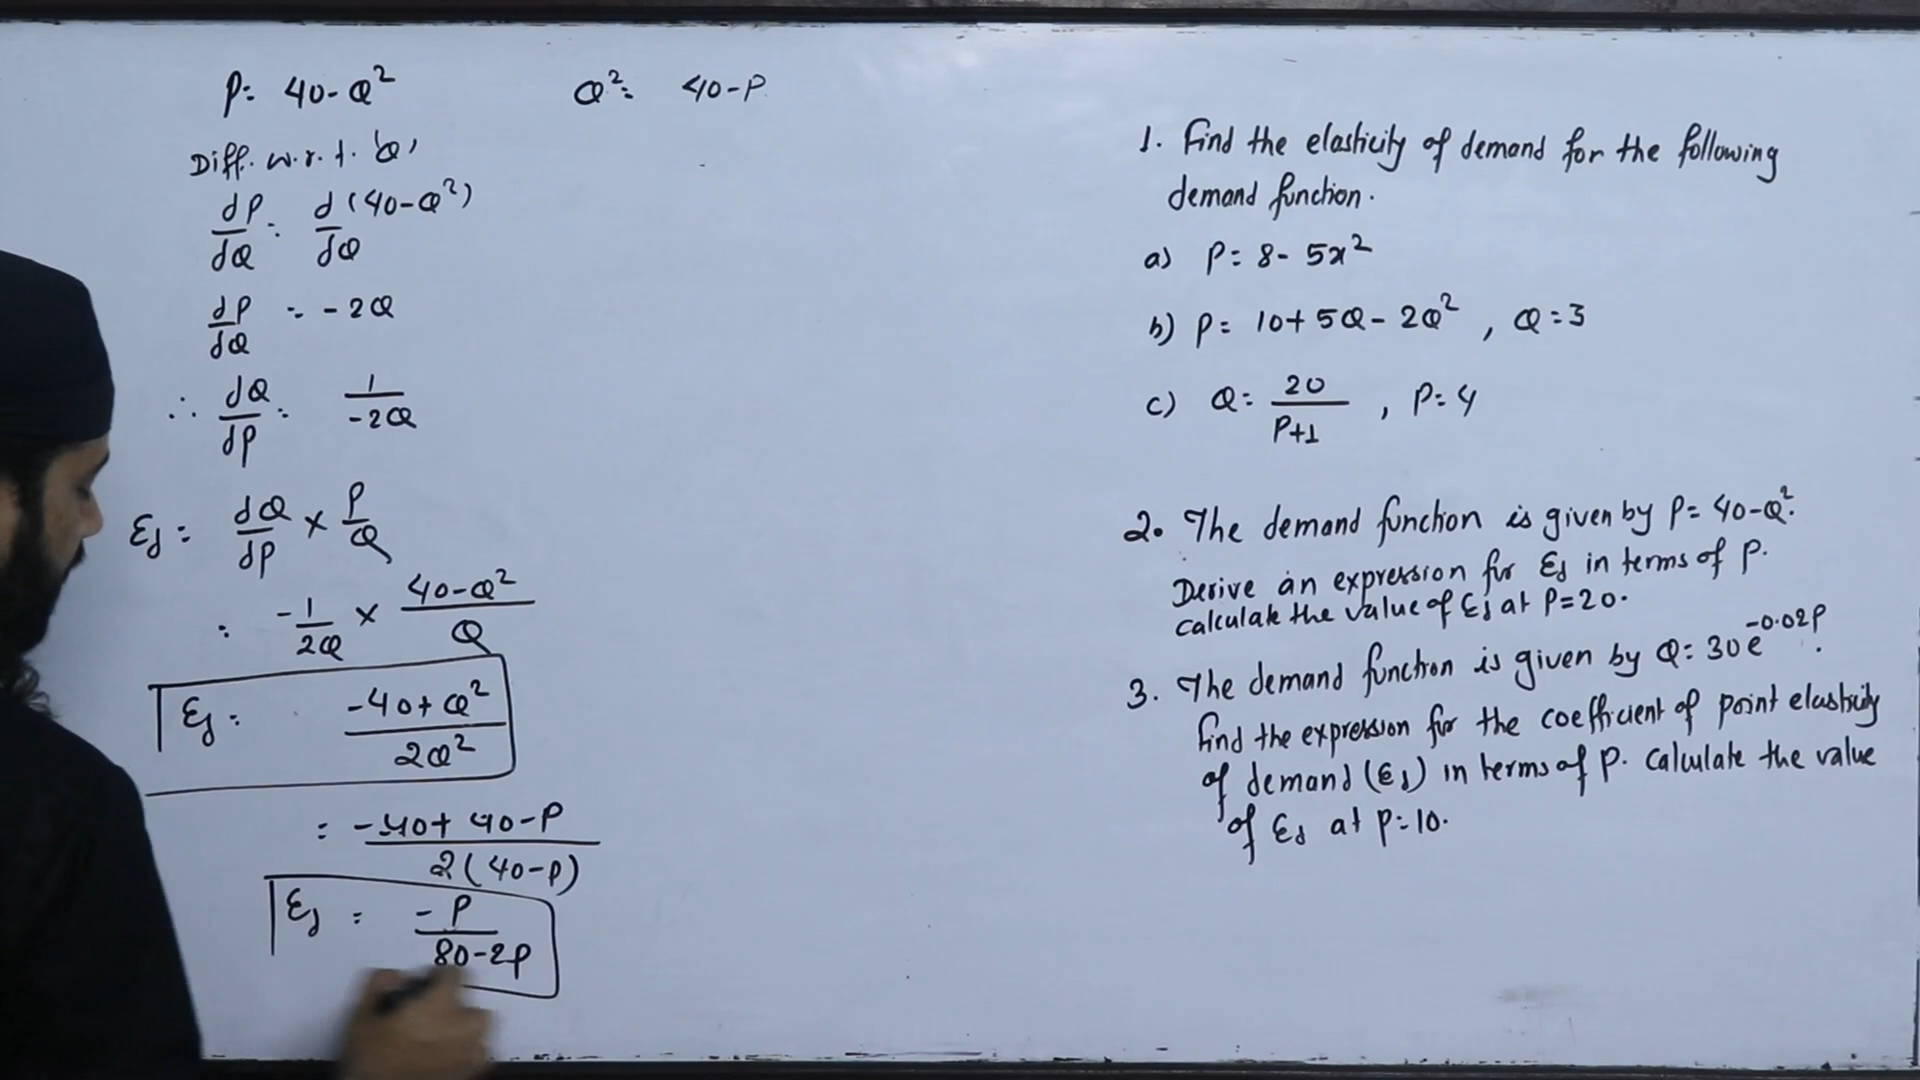 P = 40-Q²
Q² = 40-P
Diff. w.r.t. 'Q'
dP/dQ = d(40-Q²)/dQ
dP/dQ = -2Q
∴ dQ/dP = 1/-2Q
Ed = dQ/dP × P/Q
= -1/2Q × 40-Q²/Q
Ed = -40+Q²/2Q²
= -40+40-P/2(40-P)
Ed = -P/80-2P
1. Find the elasticity of demand for the following
demand function.
a) P = 8-5x²
b) P = 10+5Q-2Q², Q=3
c) Q = 20/P+1, P=4
2. The demand function is given by P = 40-Q².
Derive an expression for Ed in terms of P.
calculate the value of Ed at P=20.
3. The demand function is given by Q = 30e^-0.02P.
find the expression for the coefficient of point elasticity
of demand (Ed) in terms of P. Calculate the value
of Ed at P=10.